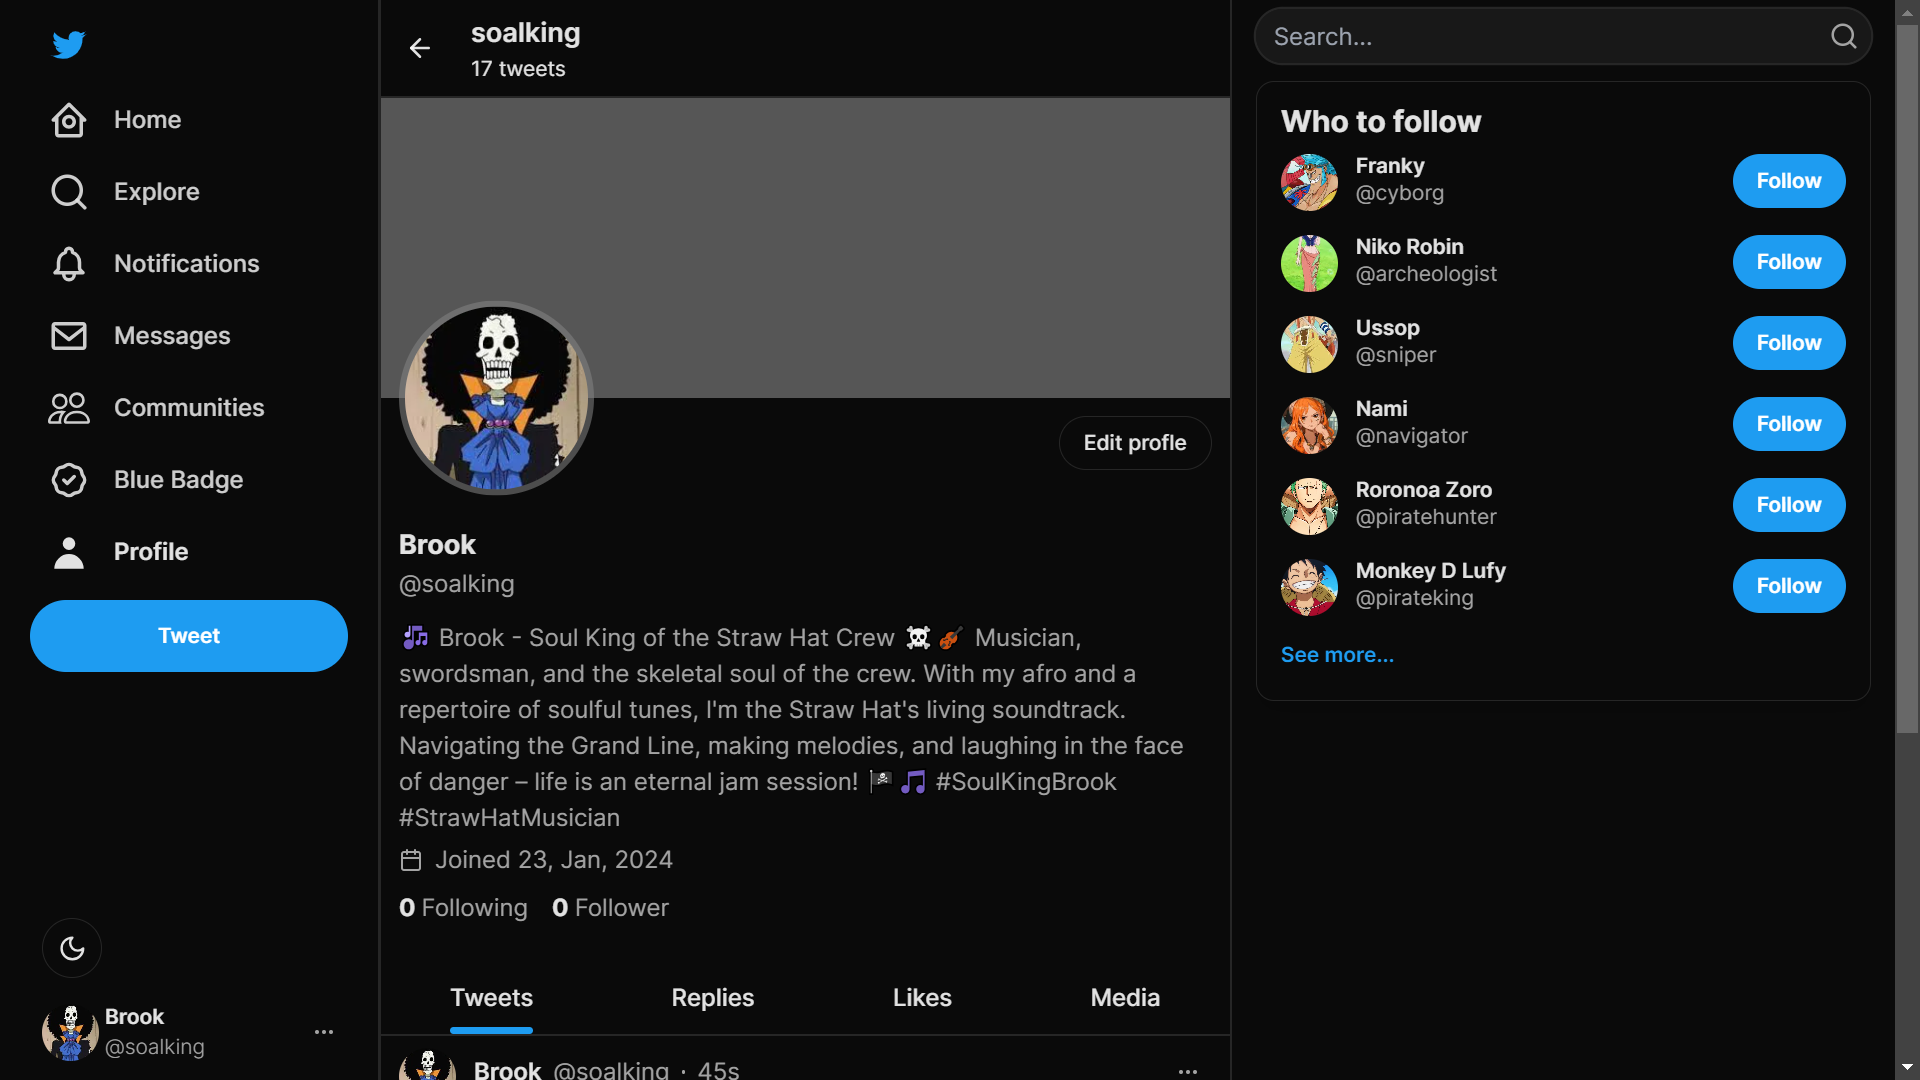 Home
Explore
Notifications
Messages
Communities
Blue Badge
Profile
Tweet
Brook
@soalking
soalking
17 tweets
Edit profle
Brook
@soalking
🎶 Brook - Soul King of the Straw Hat Crew ☠️🎻 Musician,
swordsman, and the skeletal soul of the crew. With my afro and a
repertoire of soulful tunes, I'm the Straw Hat's living soundtrack.
Navigating the Grand Line, making melodies, and laughing in the face
of danger – life is an eternal jam session! 🏴‍☠️🎵 #SoulKingBrook
#StrawHatMusician
Joined 23, Jan, 2024
0 Following 0 Follower
Tweets Replies Likes Media
Brook @soalking · 45s
Search...
Who to follow
Franky
@cyborg
Follow
Niko Robin
@archeologist
Follow
Ussop
@sniper
Follow
Nami
@navigator
Follow
Roronoa Zoro
@piratehunter
Follow
Monkey D Lufy
@pirateking
Follow
See more...